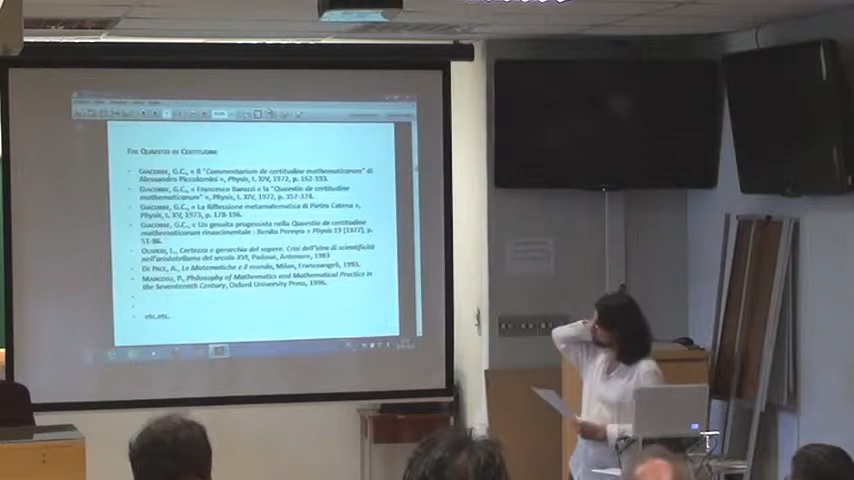 The Quaestio de Certitudine
Giacobbe, G.C., « Il "Commentarium de certitudine mathematicarum" di
Alessandro Piccolomini », Physis, t. XIV, 1972, p. 162-193.
Giacobbe, G.C., « Francesco Barozzi e la "Quaestio de certitudine
mathematicarum", Physis, t. XIV, 1972, p. 357-374.
Giacobbe, G.C., « La Riflessione metamatematica di Pietro Catena »,
Physis, t. XV, 1973, p. 178-196.
Giacobbe, G.C., « Un gesuita progressista nella Quaestio de certitudine
mathematicarum rinascimentale : Benito Pereyra » Physis 19 (1977), p.
51-86.
Olivieri, L., Certezza e gerarchia del sapere. Crisi dell'idea di scientificità
nell'aristotelismo del secolo XVI, Padoue, Antenore, 1983
De Pace, A., Le Matematiche e il mondo, Milan, Francoangeli, 1993.
Mancosu, P., Philosophy of Mathematics and Mathematical Practice in
the Seventeenth Century, Oxford University Press, 1996.
etc.etc.